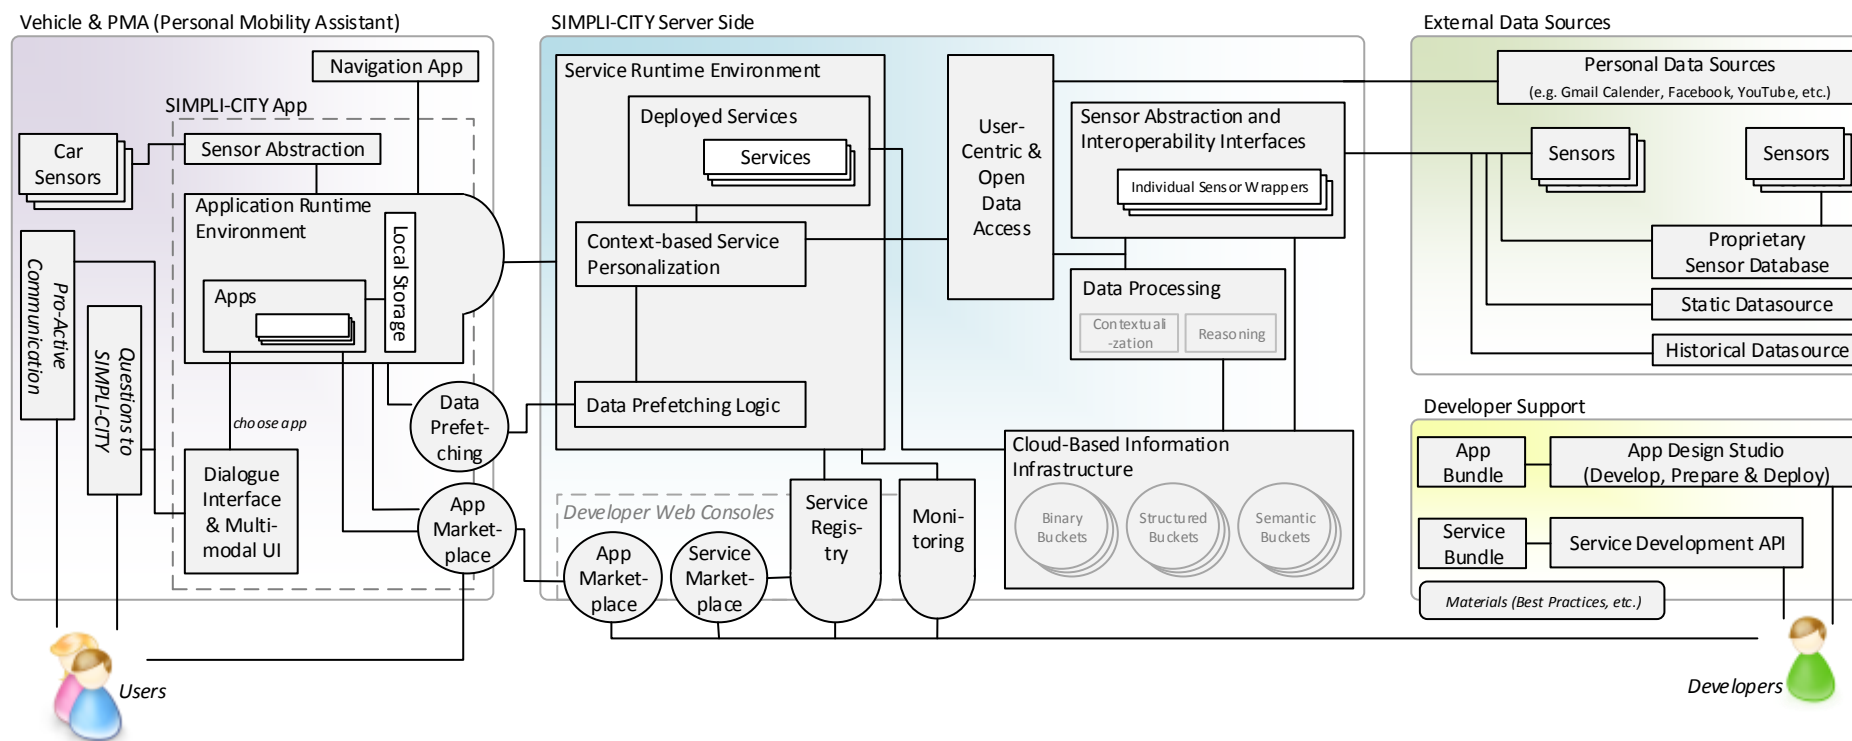 Vehicle & PMA (Personal Mobility Assistant)
Navigation App
SIMPLI-CITY App
Car
Sensors
Sensor Abstraction
Application Runtime
Environment
Local Storage
Apps
Pro-Active
Communication
Questions to
SIMPLI-CITY
choose app
Dialogue
Interface
& Multi-
modal UI
Data
Prefet-
ching
App
Market-
place
Users
SIMPLI-CITY Server Side
Service Runtime Environment
Deployed Services
Services
Context-based Service
Personalization
Data Prefetching Logic
User-
Centric &
Open
Data
Access
Sensor Abstraction and
Interoperability Interfaces
Individual Sensor Wrappers
Data Processing
Contextuali
-zation
Reasoning
Cloud-Based Information
Infrastructure
Binary
Buckets
Structured
Buckets
Semantic
Buckets
Developer Web Consoles
App
Market-
place
Service
Market-
place
Service
Regis-
try
Moni-
toring
External Data Sources
Personal Data Sources
(e.g. Gmail Calender, Facebook, YouTube, etc.)
Sensors
Sensors
Proprietary
Sensor Database
Static Datasource
Historical Datasource
Developer Support
App
Bundle
App Design Studio
(Develop, Prepare & Deploy)
Service
Bundle
Service Development API
Materials (Best Practices, etc.)
Developers